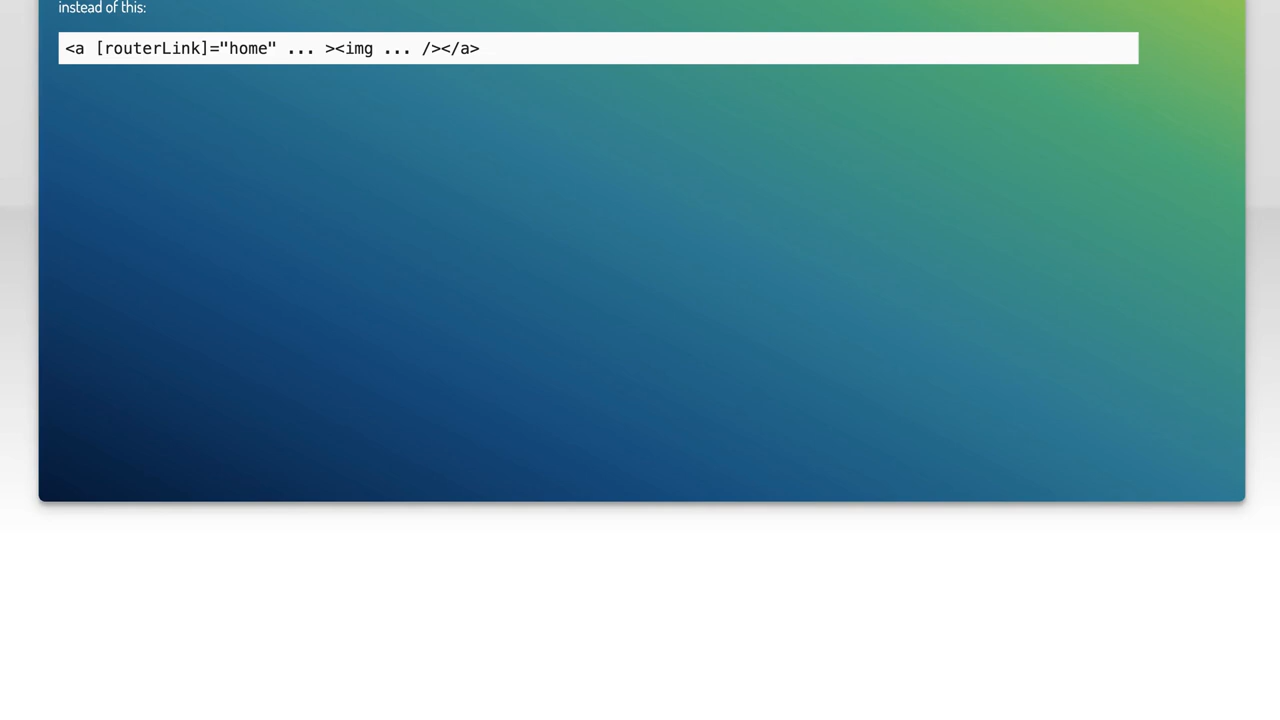 instead of this:
<a [routerLink]="home" ... ><img ... /></a>